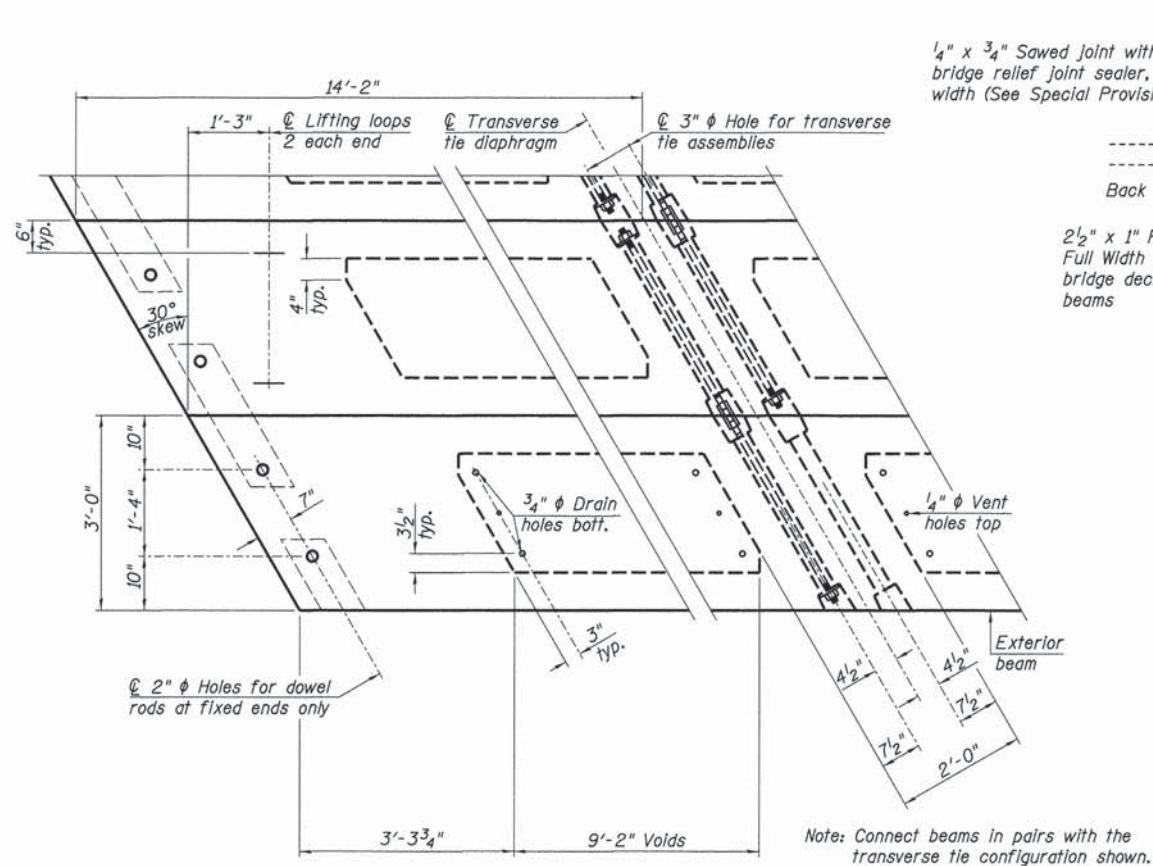 1/4" x 3/4" Sawed joint with
bridge relief joint sealer,
width (See Special Provis
14'-2"
1'-3"
℄ Lifting loops
2 each end
℄ Transverse
tie diaphragm
℄ 3" ϕ Hole for transverse
tie assemblies
Back
6"
typ.
2 1/2" x 1"
Full Width
bridge dec
beams
4"
typ.
30°
skew
10"
3'-0"
1'-4"
7"
10"
3/4" ϕ Drain
holes bott.
3 1/2"
typ.
1/4" ϕ Vent
holes top
3"
typ.
Exterior
beam
℄ 2" ϕ Holes for dowel
rods at fixed ends only
4 1/2"
4 1/2"
7 1/2"
7 1/2"
2'-0"
3'-3 3/4"
9'-2" Voids
Note: Connect beams in pairs with the
transverse tie configuration shown.